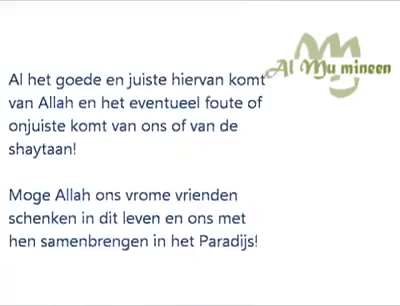 Al Mu mineen
Al het goede en juiste hiervan komt
van Allah en het eventueel foute of
onjuiste komt van ons of van de
shaytaan!
Moge Allah ons vrome vrienden
schenken in dit leven en ons met
hen samenbrengen in het Paradijs!